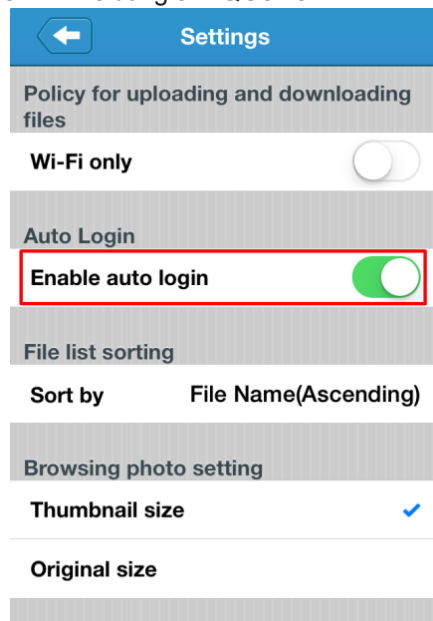 Settings
Policy for uploading and downloading
files
Wi-Fi only
Auto Login
Enable auto login
File list sorting
Sort by File Name(Ascending)
Browsing photo setting
Thumbnail size
Original size